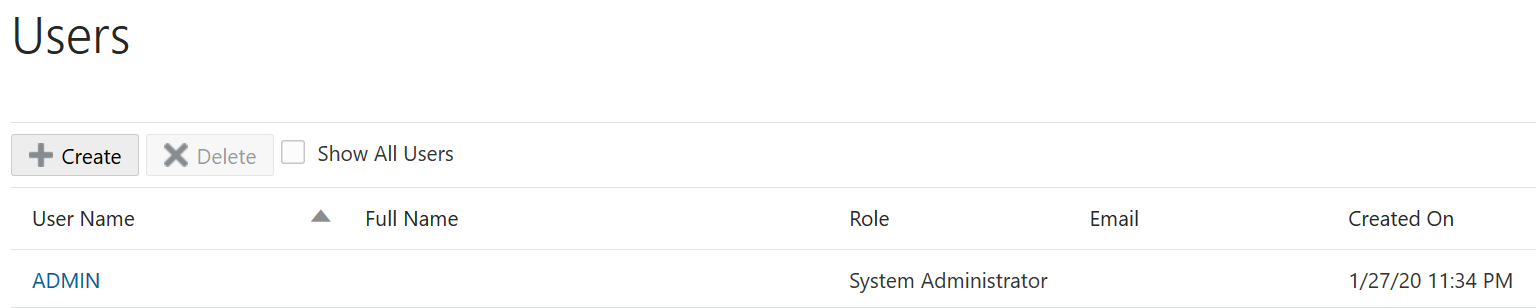 Users
Create Delete Show All Users
User Name Full Name Role Email Created On
ADMIN System Administrator 1/27/20 11:34 PM